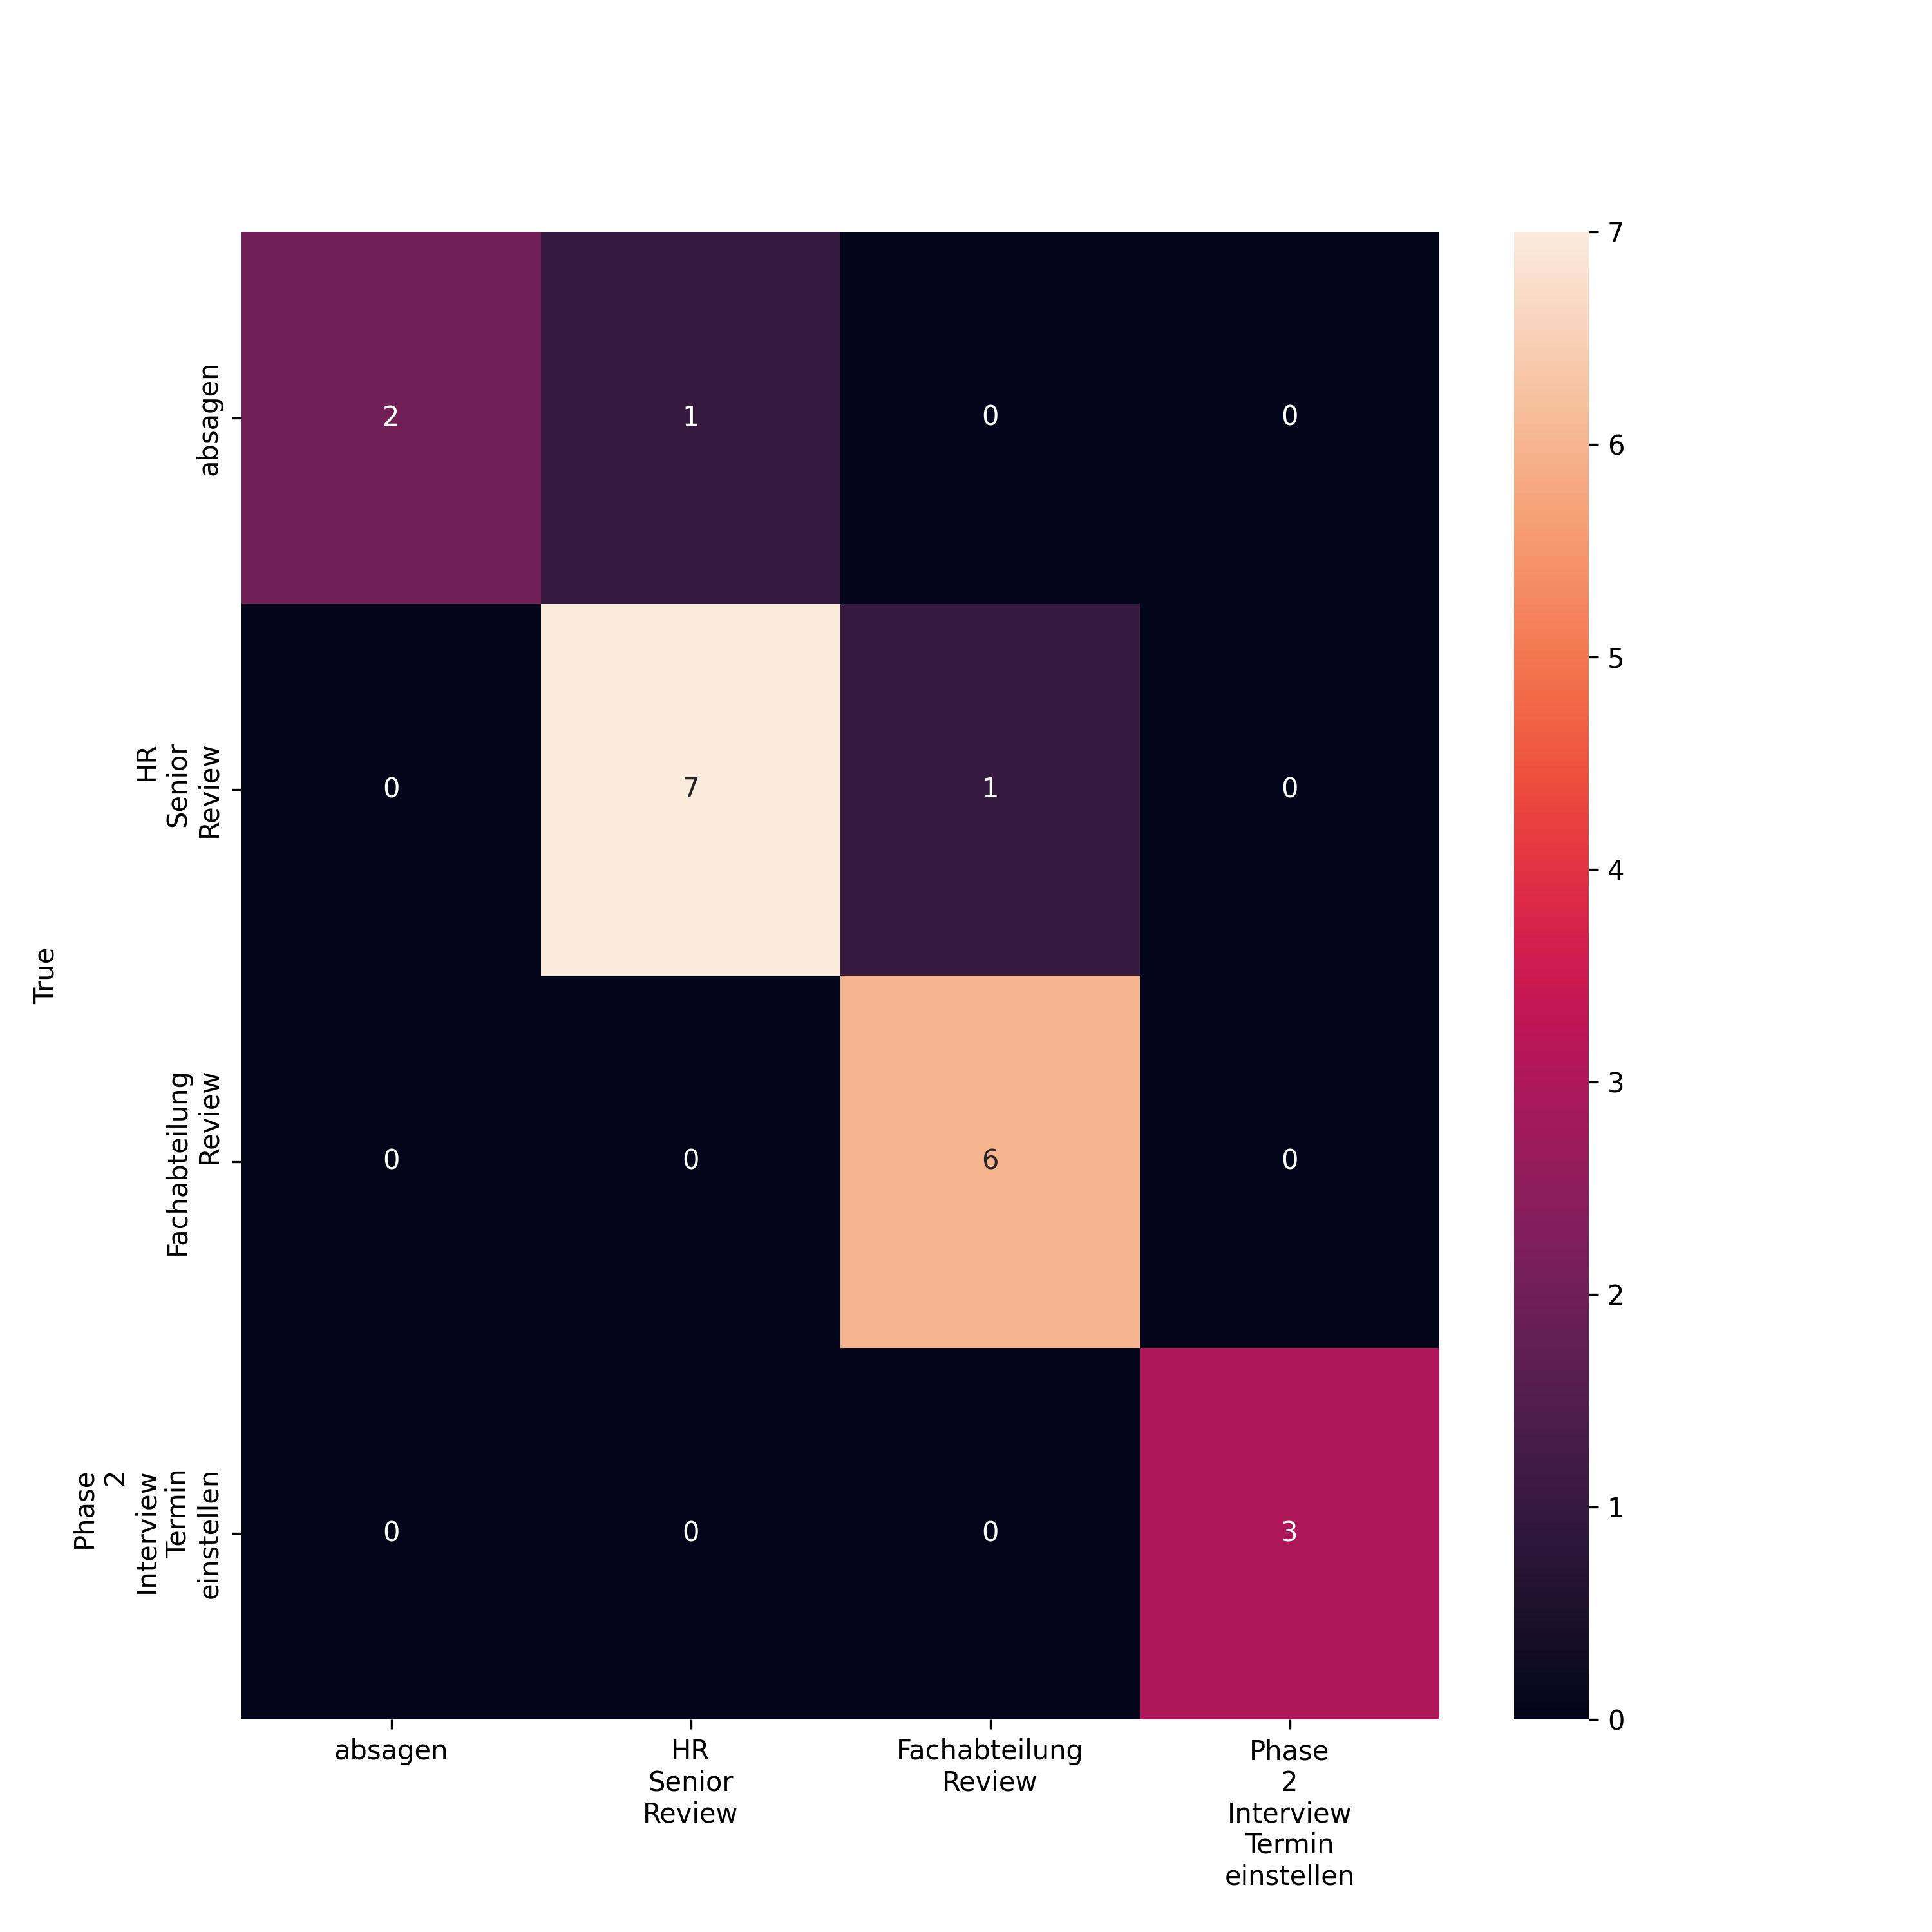 True
absagen
HR
Senior
Review
Fachabteilung
Review
Phase
2
Interview
Termin
einstellen
2 1 0 0
0 7 1 0
0 0 6 0
0 0 0 3
absagen
HR
Senior
Review
Fachabteilung
Review
Phase
2
Interview
Termin
einstellen
7
6
5
4
3
2
1
0